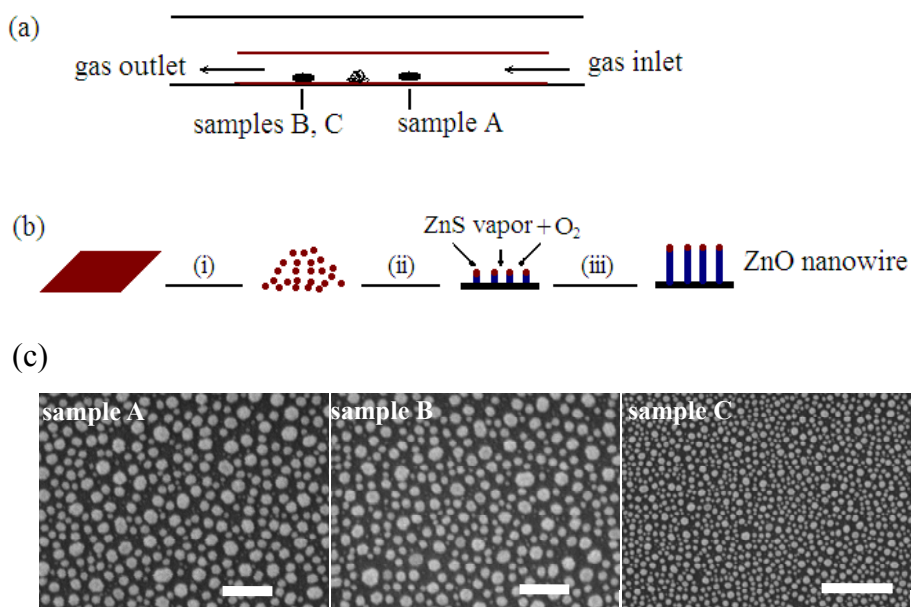 (a)
gas outlet
gas inlet
samples B, C
sample A
(b)
ZnS vapor + O₂
(i)
(ii)
(iii)
ZnO nanowire
(c)
sample A
sample B
sample C